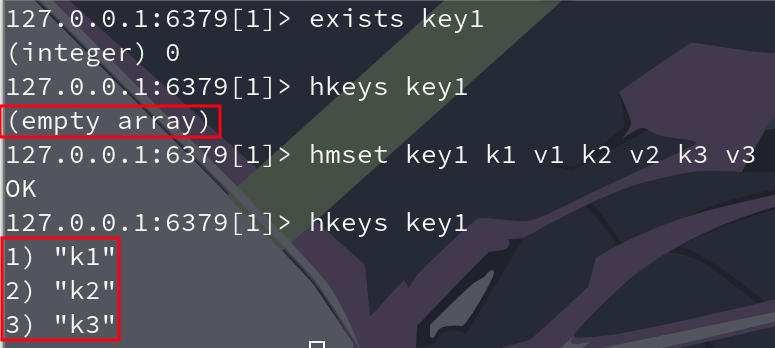 127.0.0.1:6379[1]> exists key1
(integer) 0
127.0.0.1:6379[1]> hkeys key1
(empty array)
127.0.0.1:6379[1]> hmset key1 k1 v1 k2 v2 k3 v3
OK
127.0.0.1:6379[1]> hkeys key1
1) "k1"
2) "k2"
3) "k3"